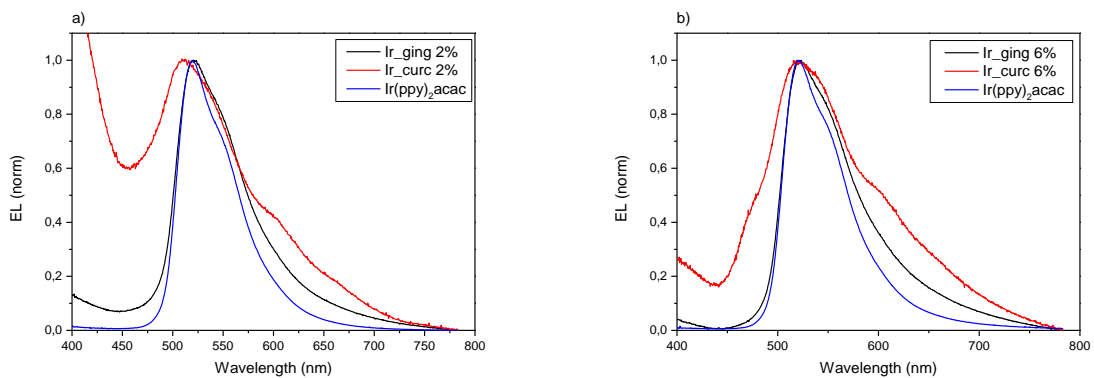 a)
Ir_ging 2%
Ir_curc 2%
Ir(ppy)₂acac
1,0
0,8
0,6
0,4
0,2
0,0
EL (norm)
400 450 500 550 600 650 700 750 800
Wavelength (nm)
b)
Ir_ging 6%
Ir_curc 6%
Ir(ppy)₂acac
1,0
0,8
0,6
0,4
0,2
0,0
EL (norm)
400 500 600 700 800
Wavelength (nm)